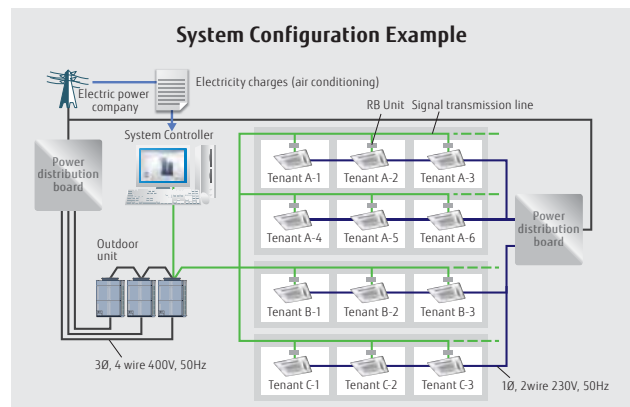 System Configuration Example
Electric power
company
Electricity charges (air conditioning)
RB Unit
Signal transmission line
System Controller
Power
distribution
board
Tenant A-1
Tenant A-2
Tenant A-3
Tenant A-4
Tenant A-5
Tenant A-6
Power
distribution
board
Outdoor
unit
Tenant B-1
Tenant B-2
Tenant B-3
3Ø, 4 wire 400V, 50Hz
Tenant C-1
Tenant C-2
Tenant C-3
1Ø, 2wire 230V, 50Hz